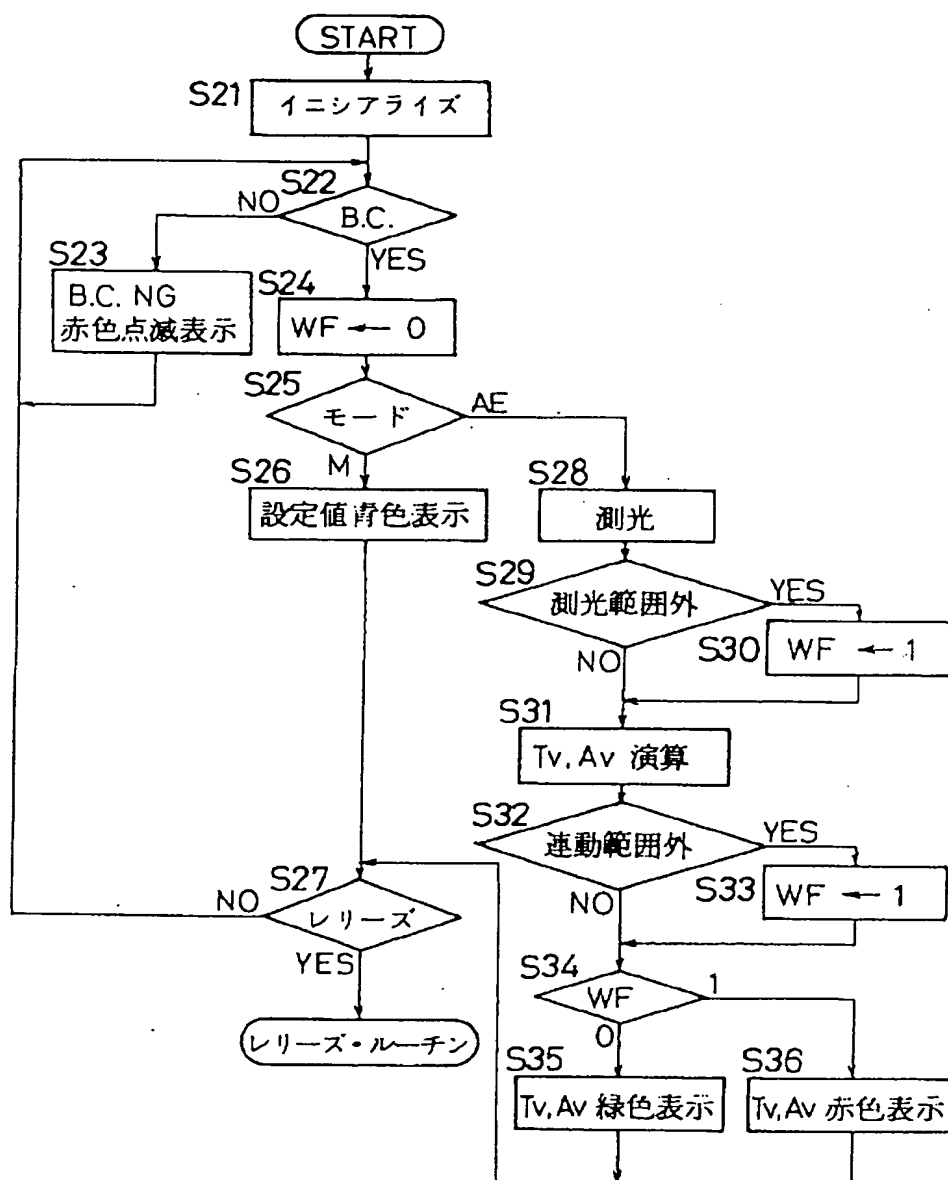 START
S21
イニシアライズ
S22
NO
B.C.
YES
S23
B.C. NG
赤色点滅表示
S24
WF ← 0
S25
モード
AE
M
S26
設定値青色表示
S28
測光
S29
測光範囲外
YES
NO
S30
WF ← 1
S31
Tv, Av 演算
S32
連動範囲外
YES
NO
S33
WF ← 1
S27
NO
レリーズ
YES
レリーズ・ルーチン
S34
WF
1
0
S35
Tv, Av 緑色表示
S36
Tv, Av 赤色表示